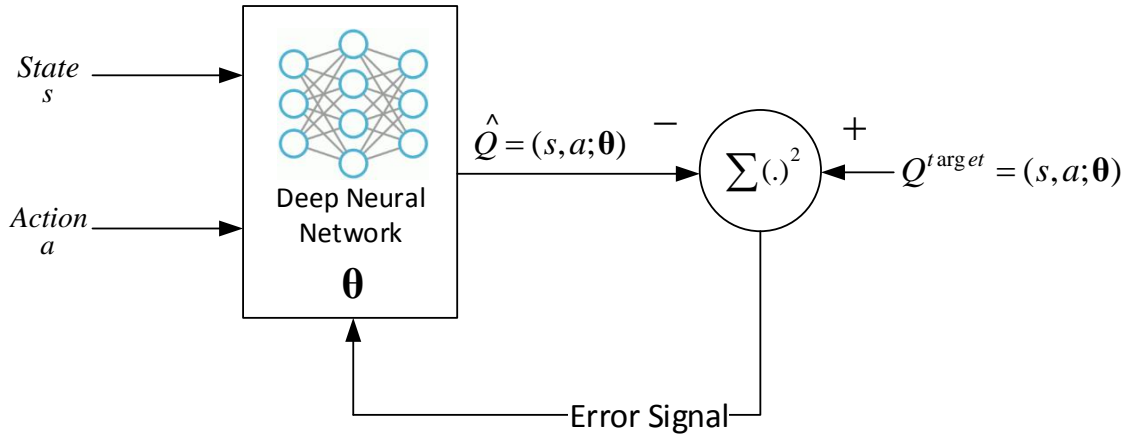 State
s
Action
a
Deep Neural
Network
θ
Q̂ = (s, a; θ)
−
∑(.)²
+
Q^{target} = (s, a; θ)
Error Signal